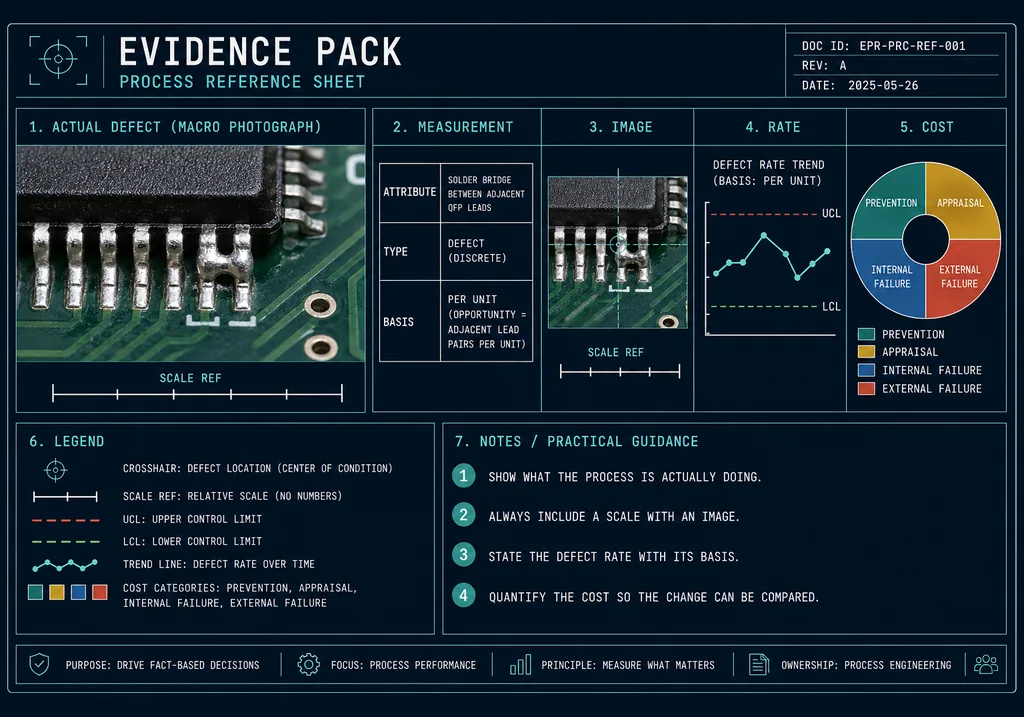 EVIDENCE PACK
PROCESS REFERENCE SHEET
DOC ID: EPR-PRC-REF-001
REV: A
DATE: 2025-05-26
1. ACTUAL DEFECT (MACRO PHOTOGRAPH)
SCALE REF
2. MEASUREMENT
ATTRIBUTE
SOLDER BRIDGE
BETWEEN ADJACENT
QFP LEADS
TYPE
DEFECT
(DISCRETE)
BASIS
PER UNIT
(OPPORTUNITY =
ADJACENT LEAD
PAIRS PER UNIT)
3. IMAGE
SCALE REF
4. RATE
DEFECT RATE TREND
(BASIS: PER UNIT)
UCL
LCL
5. COST
PREVENTION
APPRAISAL
INTERNAL
FAILURE
EXTERNAL
FAILURE
PREVENTION
APPRAISAL
INTERNAL FAILURE
EXTERNAL FAILURE
6. LEGEND
CROSSHAIR: DEFECT LOCATION (CENTER OF CONDITION)
SCALE REF: RELATIVE SCALE (NO NUMBERS)
UCL: UPPER CONTROL LIMIT
LCL: LOWER CONTROL LIMIT
TREND LINE: DEFECT RATE OVER TIME
COST CATEGORIES: PREVENTION, APPRAISAL,
INTERNAL FAILURE, EXTERNAL FAILURE
7. NOTES / PRACTICAL GUIDANCE
1 SHOW WHAT THE PROCESS IS ACTUALLY DOING.
2 ALWAYS INCLUDE A SCALE WITH AN IMAGE.
3 STATE THE DEFECT RATE WITH ITS BASIS.
4 QUANTIFY THE COST SO THE CHANGE CAN BE COMPARED.
PURPOSE: DRIVE FACT-BASED DECISIONS
FOCUS: PROCESS PERFORMANCE
PRINCIPLE: MEASURE WHAT MATTERS
OWNERSHIP: PROCESS ENGINEERING